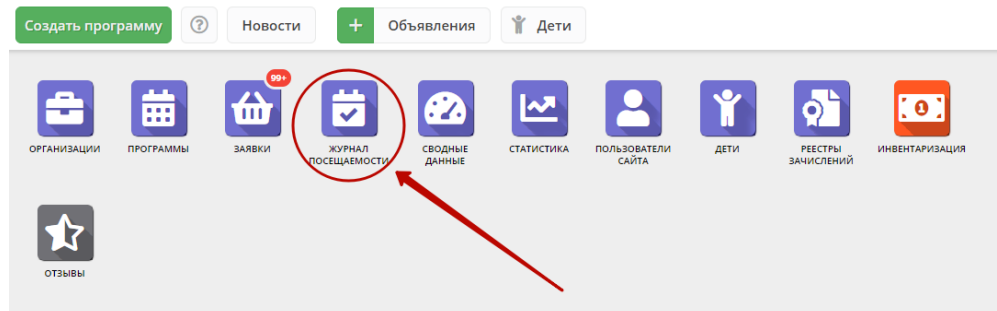 Создать программу ? Новости + Объявления Дети
99+
ОРГАНИЗАЦИИ ПРОГРАММЫ ЗАЯВКИ ЖУРНАЛ ПОСЕЩАЕМОСТИ СВОДНЫЕ ДАННЫЕ СТАТИСТИКА ПОЛЬЗОВАТЕЛИ САЙТА ДЕТИ РЕЕСТРЫ ЗАЧИСЛЕНИЙ 1 ИНВЕНТАРИЗАЦИЯ
ОТЗЫВЫ